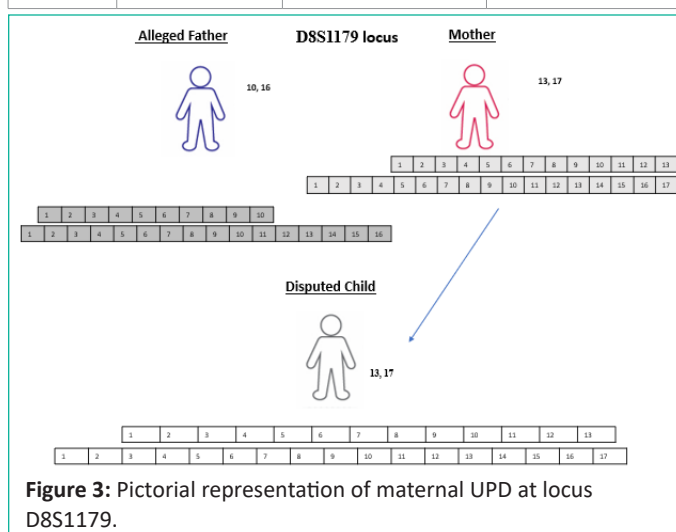 Alleged Father D8S1179 locus Mother
10, 16
13, 17
1 2 3 4 5 6 7 8 9 10 11 12 13
1 2 3 4 5 6 7 8 9 10 11 12 13 14 15 16 17
1 2 3 4 5 6 7 8 9 10
1 2 3 4 5 6 7 8 9 10 11 12 13 14 15 16
Disputed Child
13, 17
1 2 3 4 5 6 7 8 9 10 11 12 13
1 2 3 4 5 6 7 8 9 10 11 12 13 14 15 16 17
Figure 3: Pictorial representation of maternal UPD at locus
D8S1179.